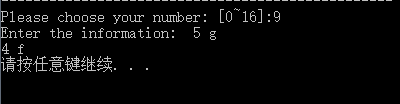 Please choose your number: [0~16]:9
Enter the information:  5 g
4 f
请按任意键继续. . .